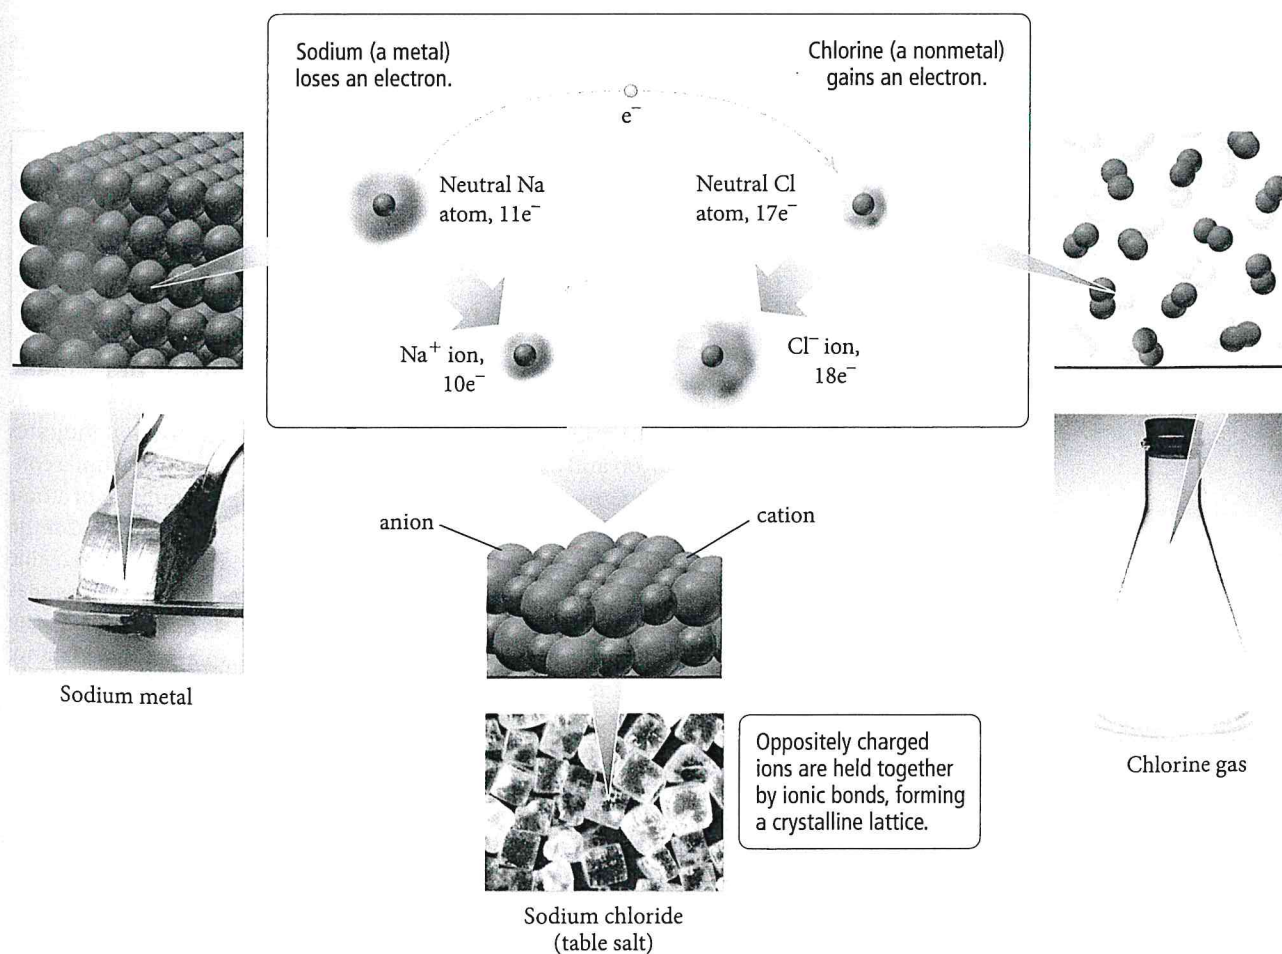 Sodium (a metal)
loses an electron.
Chlorine (a nonmetal)
gains an electron.
e⁻
Neutral Na
atom, 11e⁻
Neutral Cl
atom, 17e⁻
Na⁺ ion,
10e⁻
Cl⁻ ion,
18e⁻
anion
cation
Sodium metal
Oppositely charged
ions are held together
by ionic bonds, forming
a crystalline lattice.
Chlorine gas
Sodium chloride
(table salt)